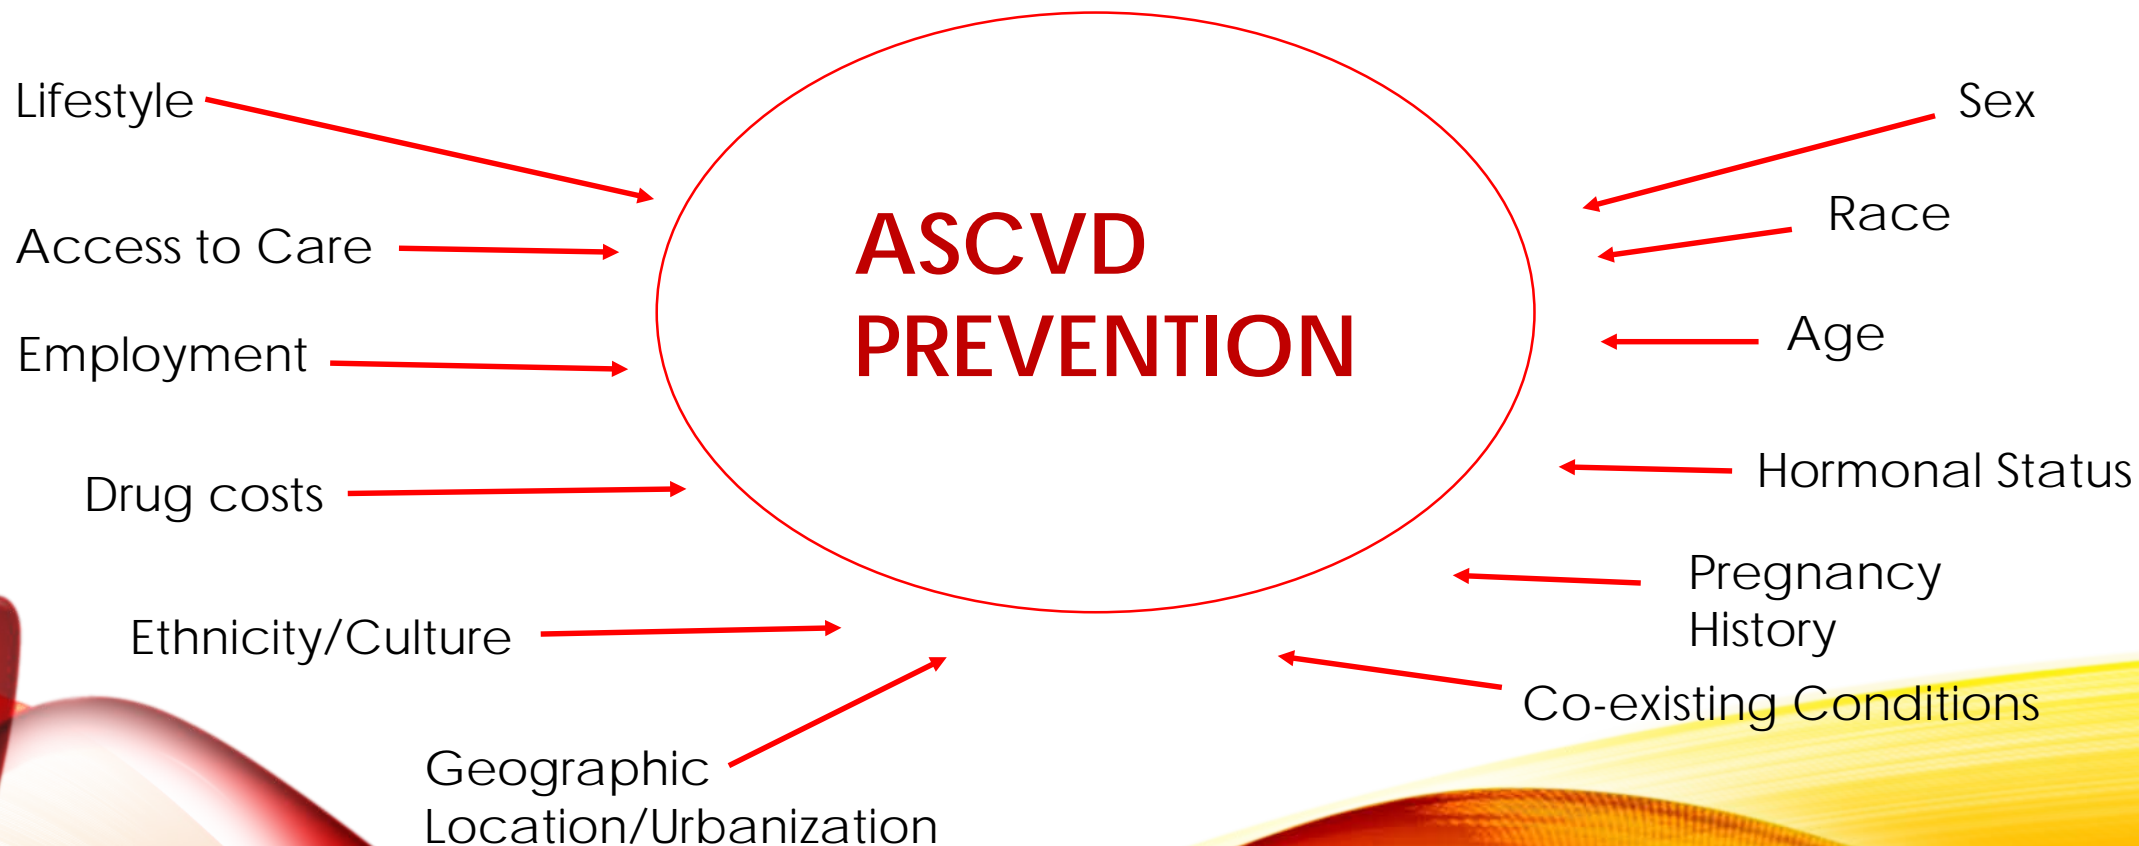 Lifestyle
Access to Care
Employment
Drug costs
Ethnicity/Culture
Geographic
Location/Urbanization
ASCVD
PREVENTION
Sex
Race
Age
Hormonal Status
Pregnancy
History
Co-existing Conditions